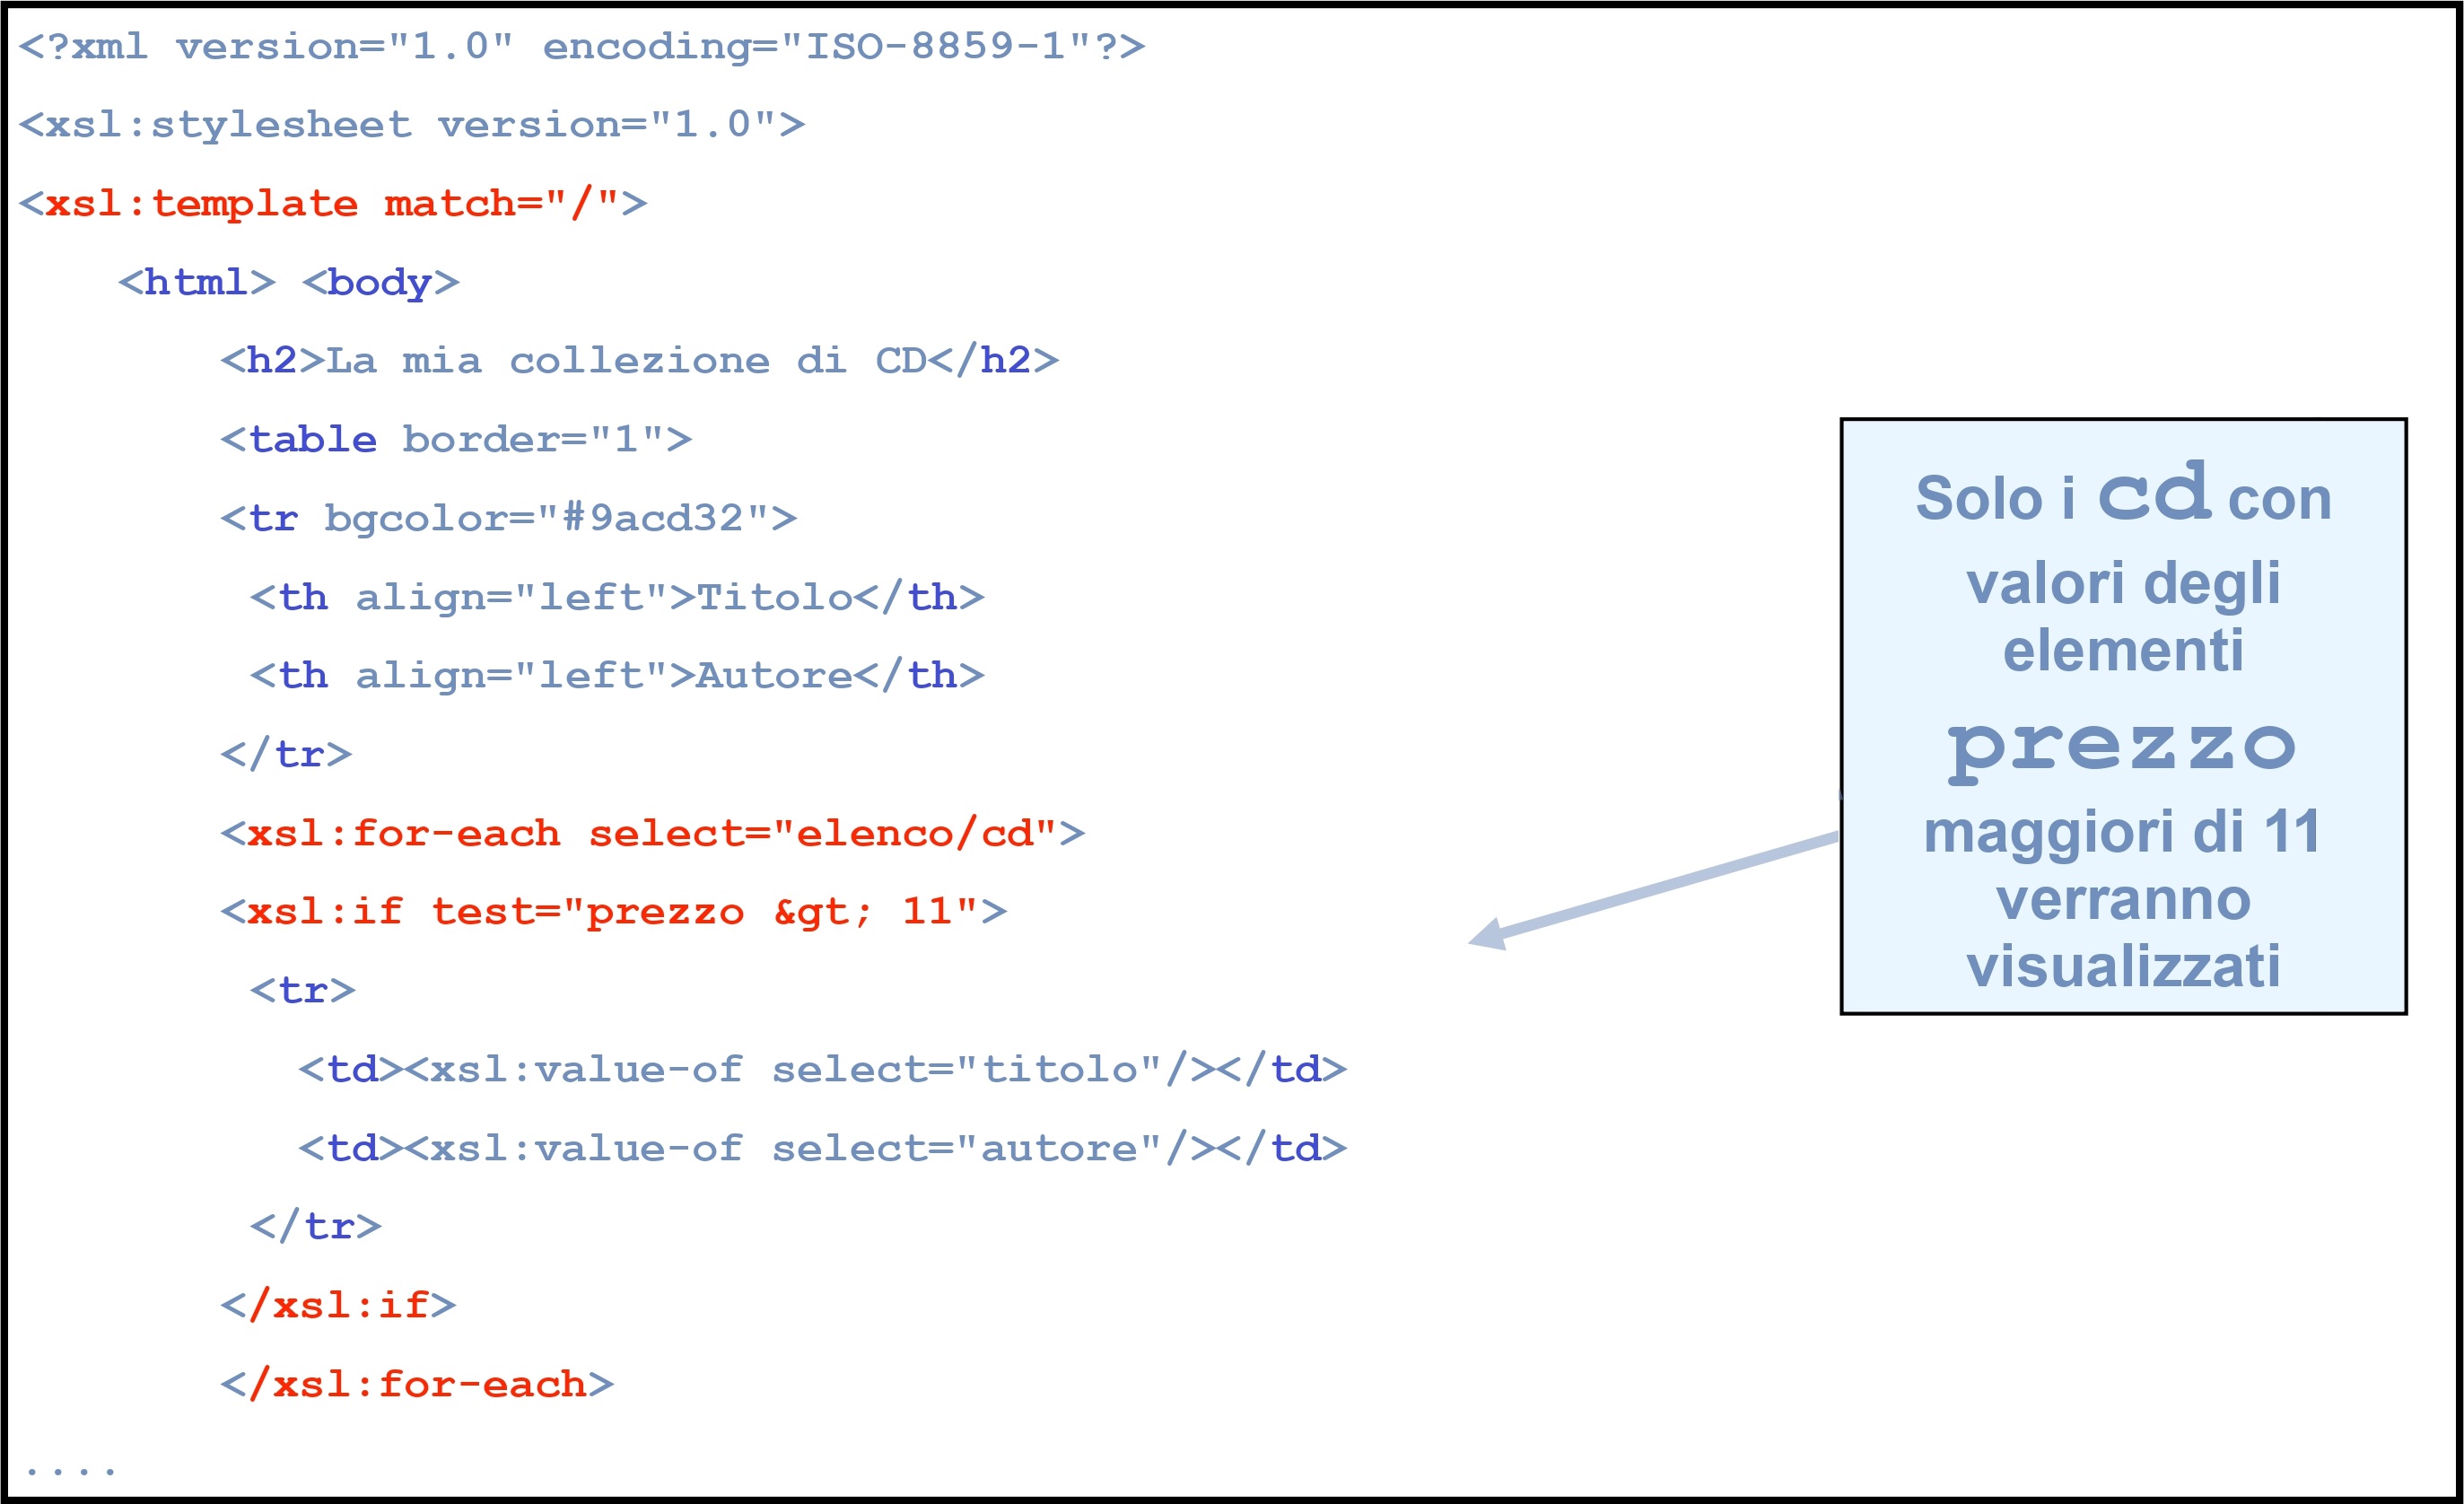 <?xml version="1.0" encoding="ISO-8859-1"?>
<xsl:stylesheet version="1.0">
<xsl:template match="/">
<html> <body>
<h2>La mia collezione di CD</h2>
<table border="1">
<tr bgcolor="#9acd32">
<th align="left">Titolo</th>
<th align="left">Autore</th>
</tr>
<xsl:for-each select="elenco/cd">
<xsl:if test="prezzo &gt; 11">
<tr>
<td><xsl:value-of select="titolo"/></td>
<td><xsl:value-of select="autore"/></td>
</tr>
</xsl:if>
</xsl:for-each>
....
Solo i cd con
valori degli
elementi
prezzo
maggiori di 11
verranno
visualizzati